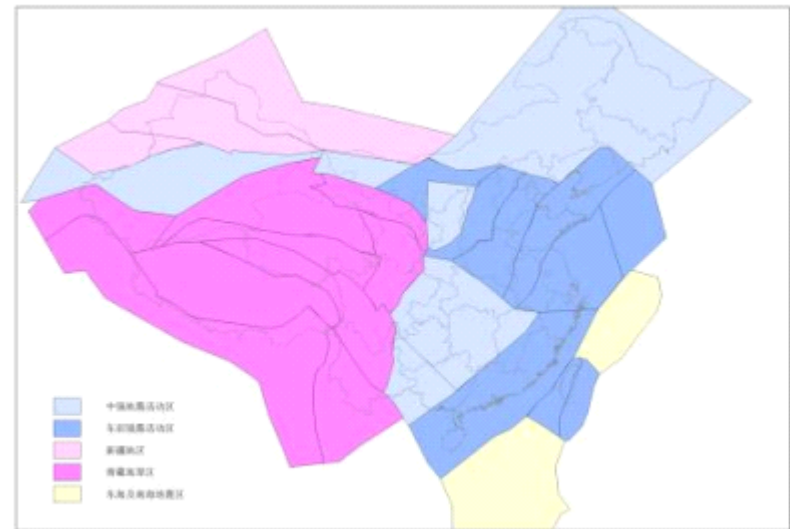 中强地震活动区
东部强震活动区
新疆地区
青藏高原区
东海及南海地震区